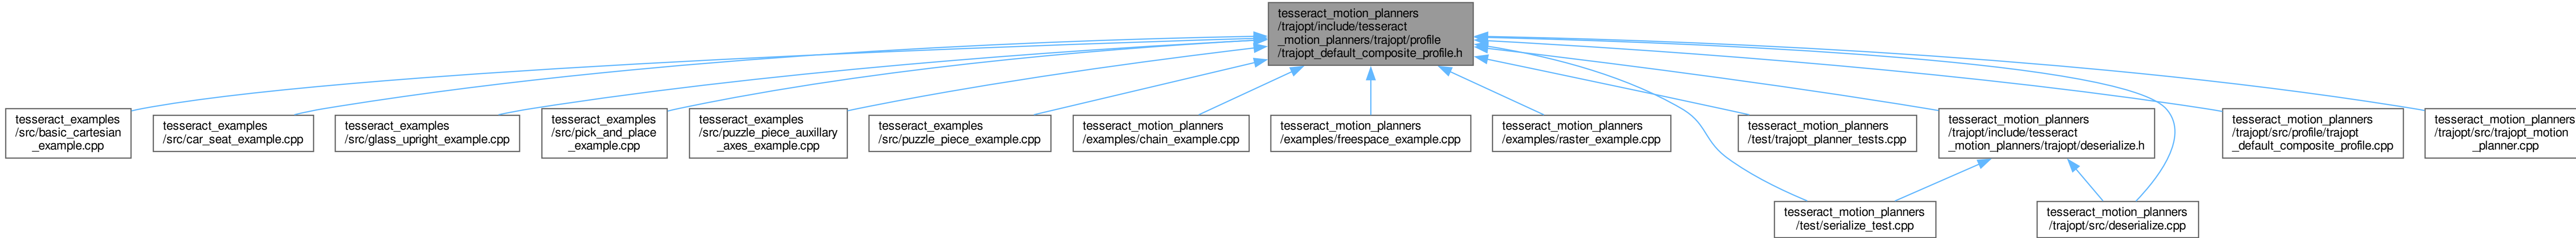 tesseract_motion_planners
/trajopt/include/tesseract
_motion_planners/trajopt/profile
/trajopt_default_composite_profile.h
tesseract_examples
/src/basic_cartesian
_example.cpp
tesseract_examples
/src/car_seat_example.cpp
tesseract_examples
/src/glass_upright_example.cpp
tesseract_examples
/src/pick_and_place
_example.cpp
tesseract_examples
/src/puzzle_piece_auxillary
_axes_example.cpp
tesseract_examples
/src/puzzle_piece_example.cpp
tesseract_motion_planners
/examples/chain_example.cpp
tesseract_motion_planners
/examples/freespace_example.cpp
tesseract_motion_planners
/examples/raster_example.cpp
tesseract_motion_planners
/test/trajopt_planner_tests.cpp
tesseract_motion_planners
/trajopt/include/tesseract
_motion_planners/trajopt/deserialize.h
tesseract_motion_planners
/trajopt/src/profile/trajopt
_default_composite_profile.cpp
tesseract_motion_planners
/trajopt/src/trajopt_motion
_planner.cpp
tesseract_motion_planners
/test/serialize_test.cpp
tesseract_motion_planners
/trajopt/src/deserialize.cpp